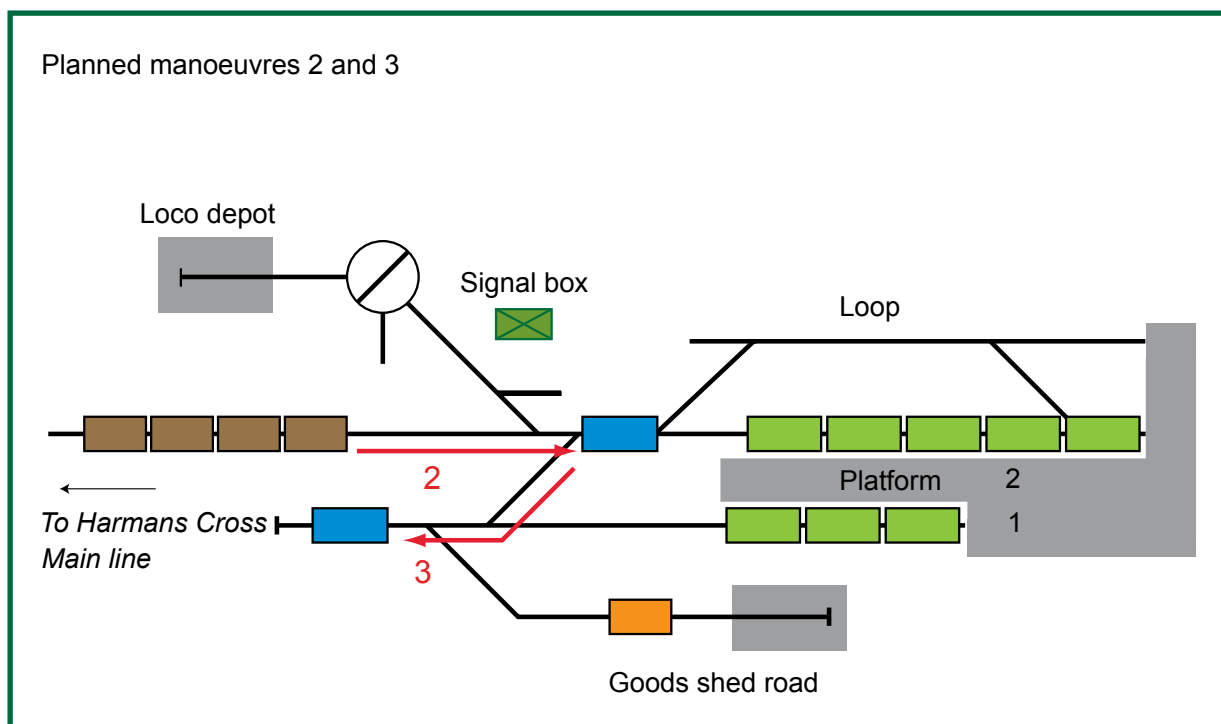 Planned manoeuvres 2 and 3
Loco depot
Signal box
Loop
2
Platform 2
To Harmans Cross
Main line
1
3
Goods shed road